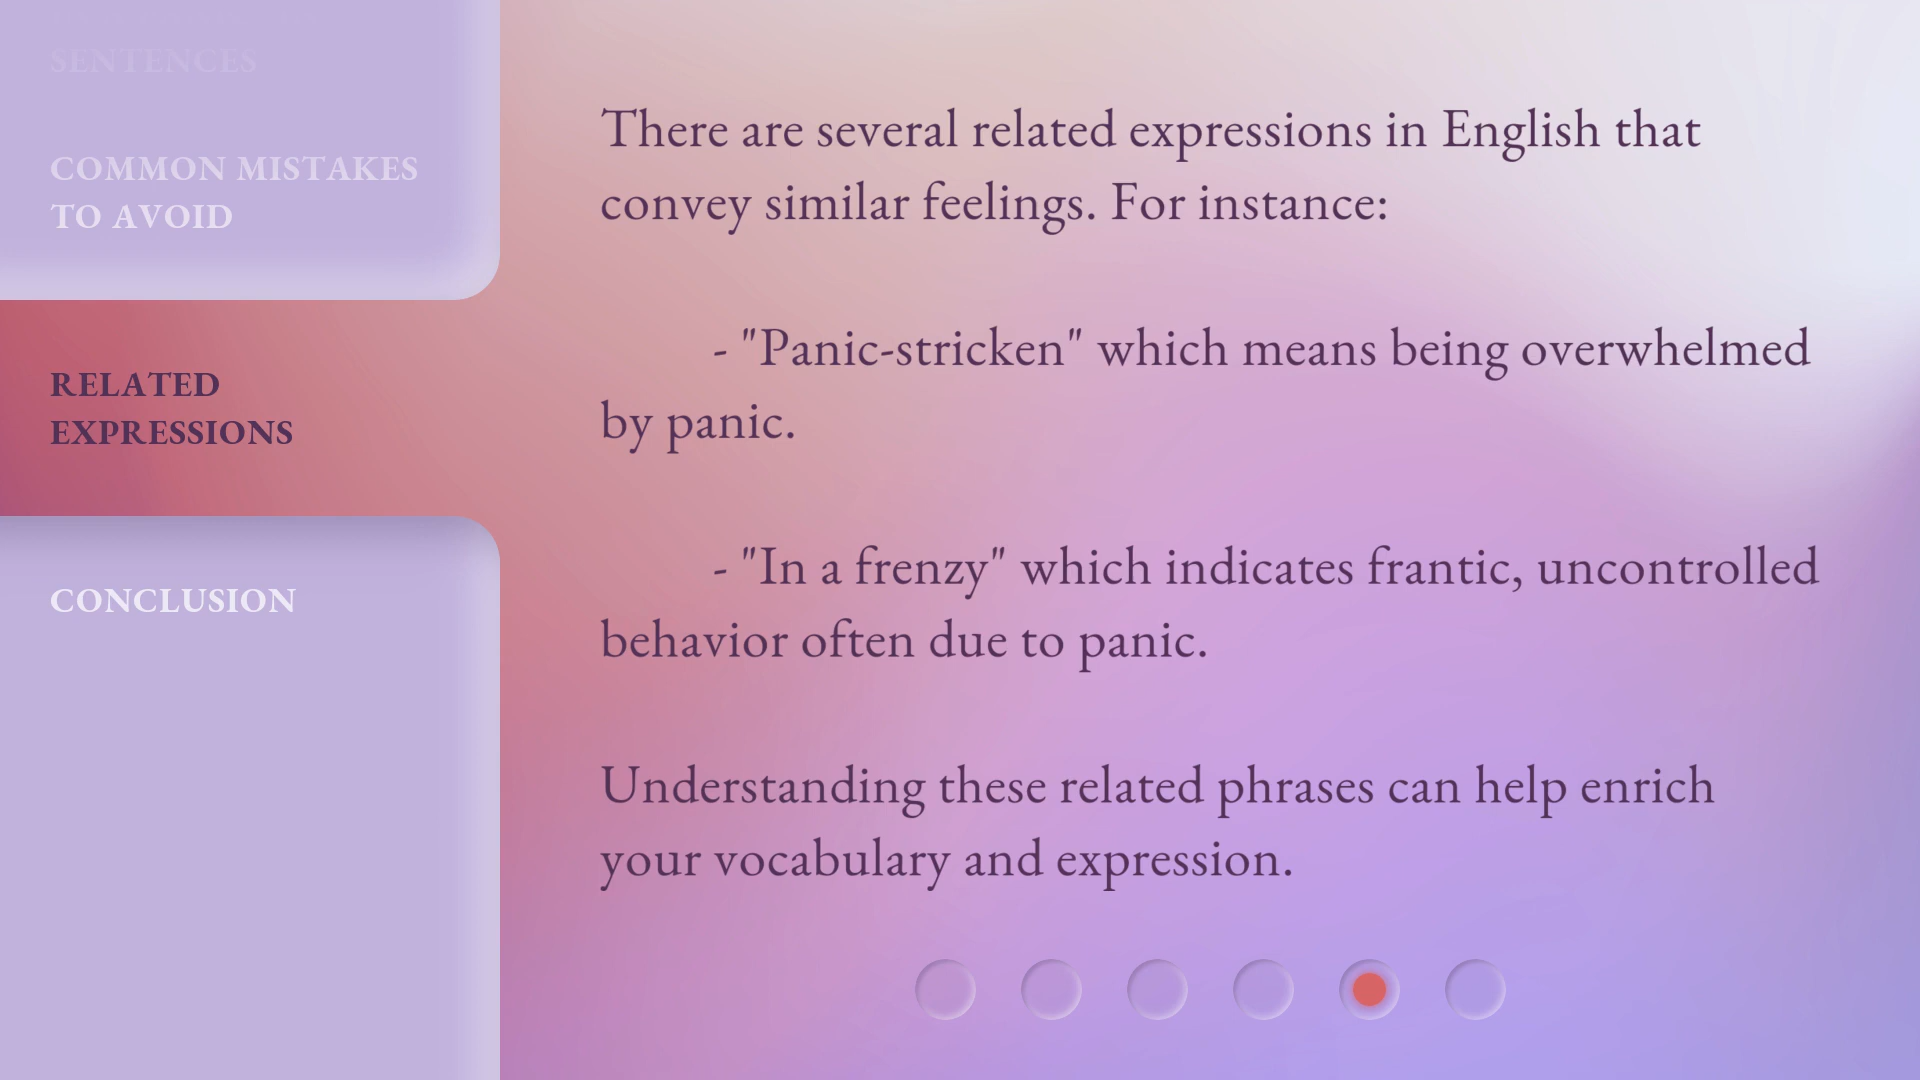 SENTENCES
COMMON MISTAKES
TO AVOID
RELATED
EXPRESSIONS
CONCLUSION
There are several related expressions in English that
convey similar feelings. For instance:
- "Panic-stricken" which means being overwhelmed
by panic.
- "In a frenzy" which indicates frantic, uncontrolled
behavior often due to panic.
Understanding these related phrases can help enrich
your vocabulary and expression.